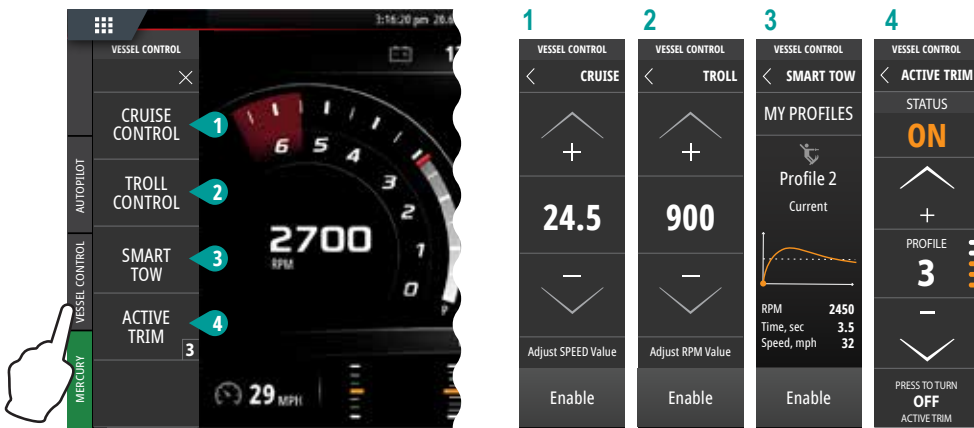 3:16:20 pm
VESSEL CONTROL
CRUISE
CONTROL
1
TROLL
CONTROL
2
SMART
TOW
3
ACTIVE
TRIM
4
3
AUTOPILOT
VESSEL CONTROL
MERCURY
6
5
4
3
2
1
0
2700
RPM
29 MPH
1
VESSEL CONTROL
CRUISE
+
24.5
Adjust SPEED Value
Enable
2
VESSEL CONTROL
TROLL
+
900
Adjust RPM Value
Enable
3
VESSEL CONTROL
SMART TOW
MY PROFILES
Profile 2
Current
RPM 2450
Time, sec 3.5
Speed, mph 32
Enable
4
VESSEL CONTROL
ACTIVE TRIM
STATUS
ON
+
PROFILE
3
PRESS TO TURN
OFF
ACTIVE TRIM